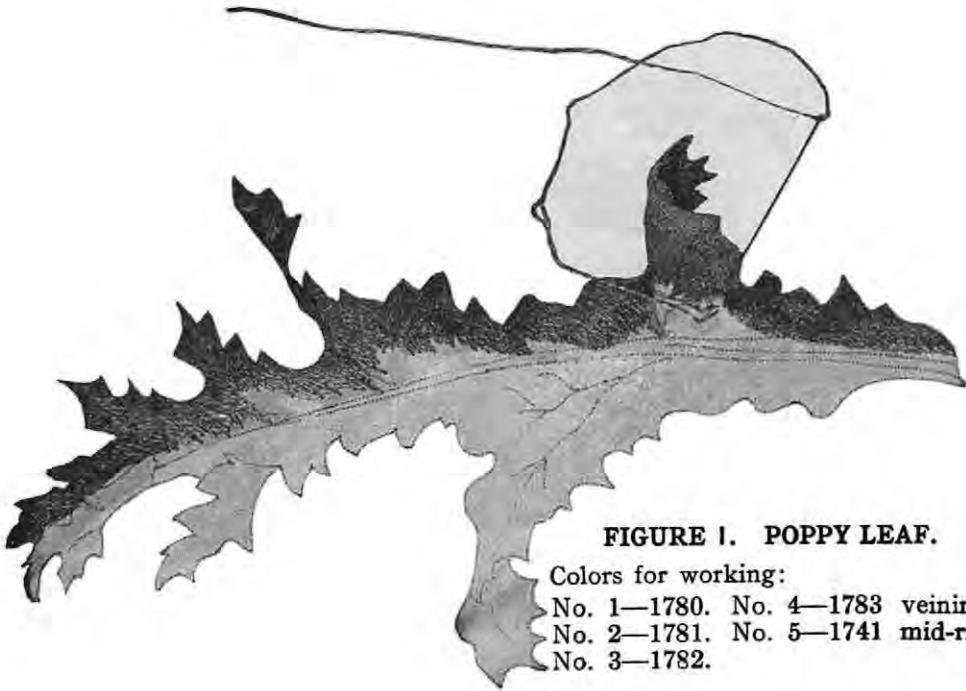 FIGURE 1. POPPY LEAF.
Colors for working:
No. 1—1780. No. 4—1783
No. 2—1781. No. 5—1741
No. 3—1782.